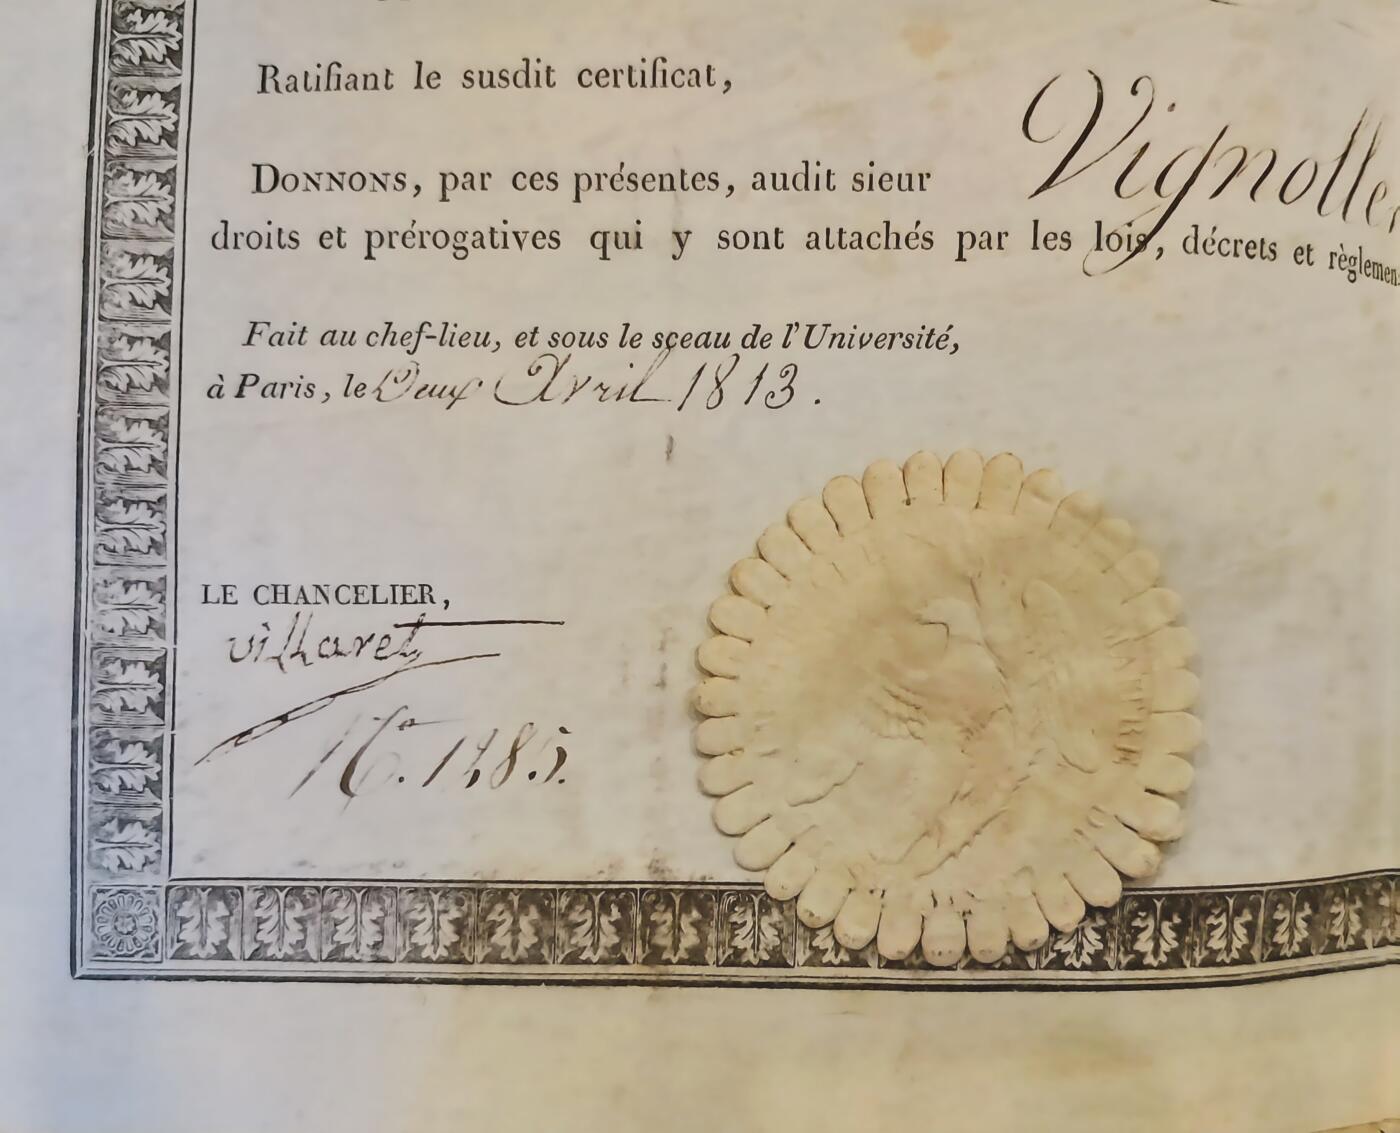 Ratifiant le susdit certificat,
DONNONS, par ces présentes, audit sieur Vignolles
droits et prérogatives qui y sont attachés par les lois, décrets et règlemen
Fait au chef-lieu, et sous le sceau de l'Université,
à Paris, le Deux Avril 1813.
LE CHANCELIER,
Villaret